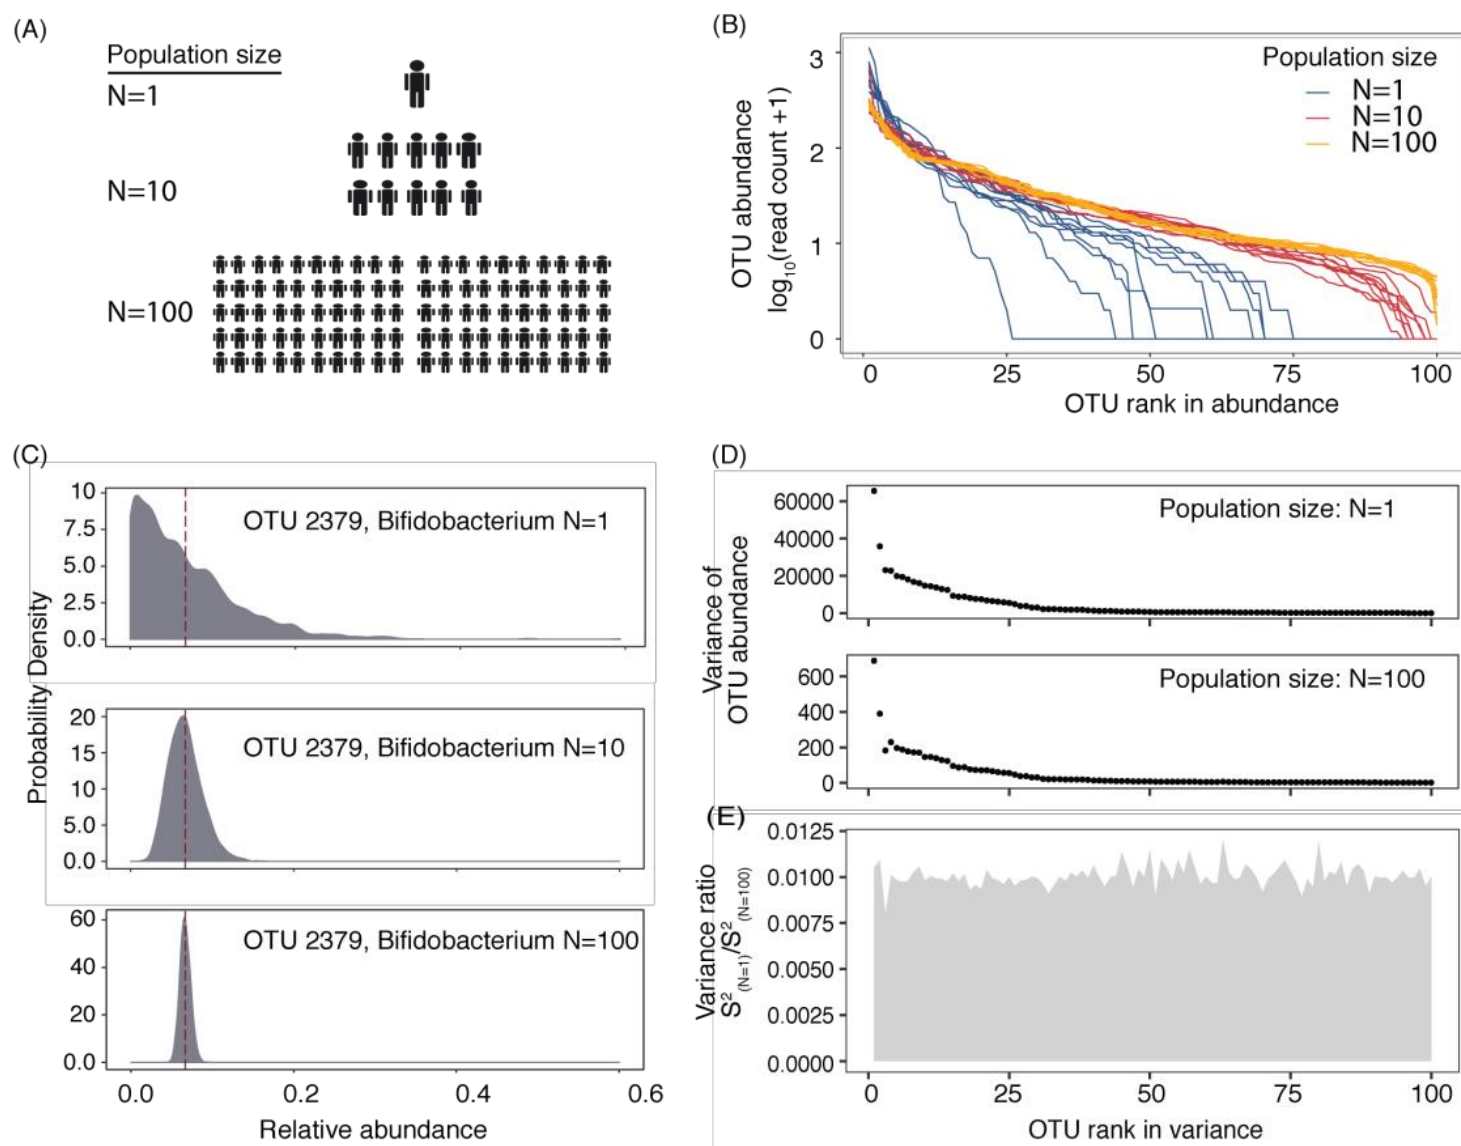 (A)
Population size
N=1
N=10
N=100
(B)
OTU abundance
log₁₀(read count +1)
3
2
1
0
Population size
N=1
N=10
N=100
0 25 50 75 100
OTU rank in abundance
(C)
Probability Density
10
7.5
5.0
2.5
0.0
OTU 2379, Bifidobacterium N=1
20
15
10
5.0
0.0
OTU 2379, Bifidobacterium N=10
60
40
20
0.0
OTU 2379, Bifidobacterium N=100
0.0 0.2 0.4 0.6
Relative abundance
(D)
Variance of
OTU abundance
60000
40000
20000
0
Population size: N=1
600
400
200
0
Population size: N=100
(E)
Variance ratio
S²(N=1)/S²(N=100)
0.0125
0.0100
0.0075
0.0050
0.0025
0.0000
0 25 50 75 100
OTU rank in variance